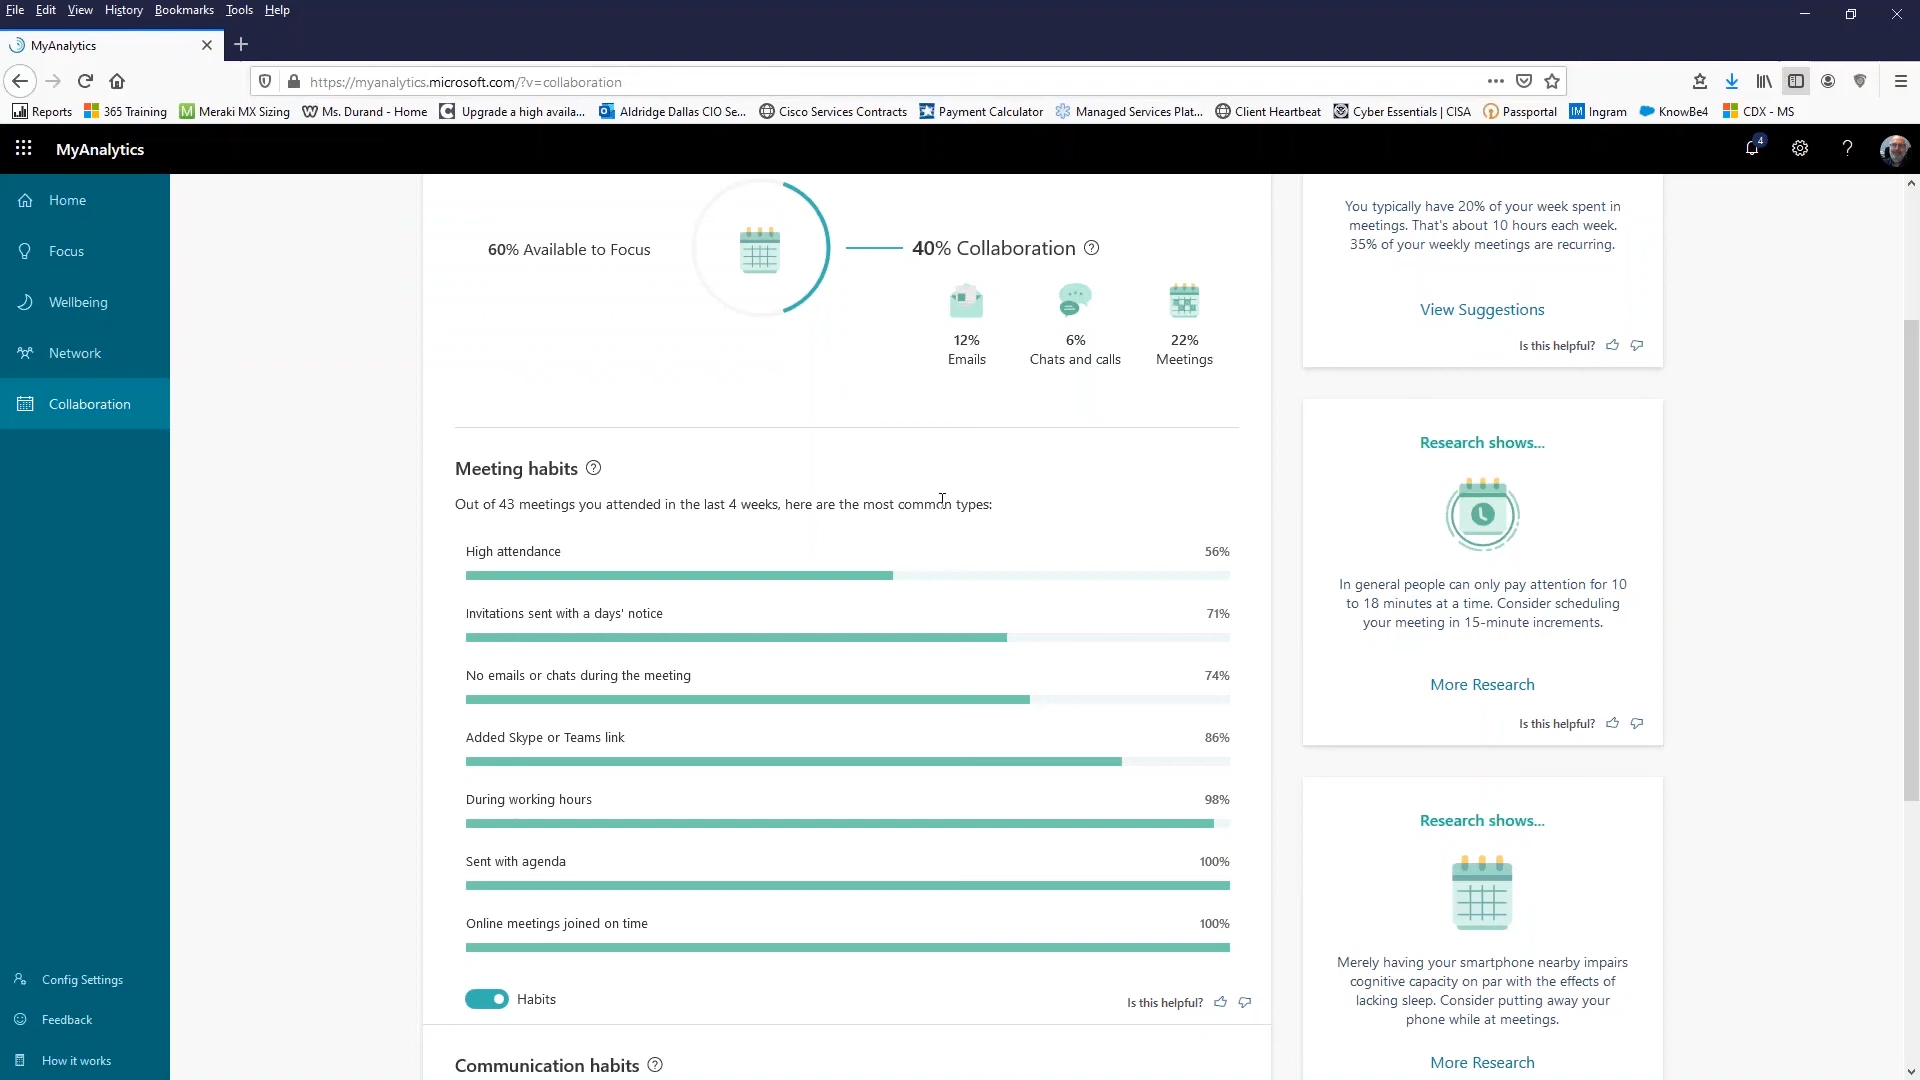 File Edit View History Bookmarks Tools Help
MyAnalytics
https://myanalytics.microsoft.com/?v=collaboration
Reports 365 Training Meraki MX Sizing Ms. Durand - Home Upgrade a high availa... Aldridge Dallas CIO Se... Cisco Services Contracts Payment Calculator Managed Services Plat... Client Heartbeat Cyber Essentials | CISA Passportal Ingram KnowBe4 CDX - MS
MyAnalytics
4
?
Home
Focus
Wellbeing
Network
Collaboration
Config Settings
Feedback
How it works
60% Available to Focus
40% Collaboration
12%
Emails
6%
Chats and calls
22%
Meetings
Meeting habits
Out of 43 meetings you attended in the last 4 weeks, here are the most common types:
High attendance 56%
Invitations sent with a days' notice 71%
No emails or chats during the meeting 74%
Added Skype or Teams link 86%
During working hours 98%
Sent with agenda 100%
Online meetings joined on time 100%
Habits
Is this helpful?
Communication habits
You typically have 20% of your week spent in
meetings. That's about 10 hours each week.
35% of your weekly meetings are recurring.
View Suggestions
Is this helpful?
Research shows...
In general people can only pay attention for 10
to 18 minutes at a time. Consider scheduling
your meeting in 15-minute increments.
More Research
Is this helpful?
Research shows...
Merely having your smartphone nearby impairs
cognitive capacity on par with the effects of
lacking sleep. Consider putting away your
phone while at meetings.
More Research